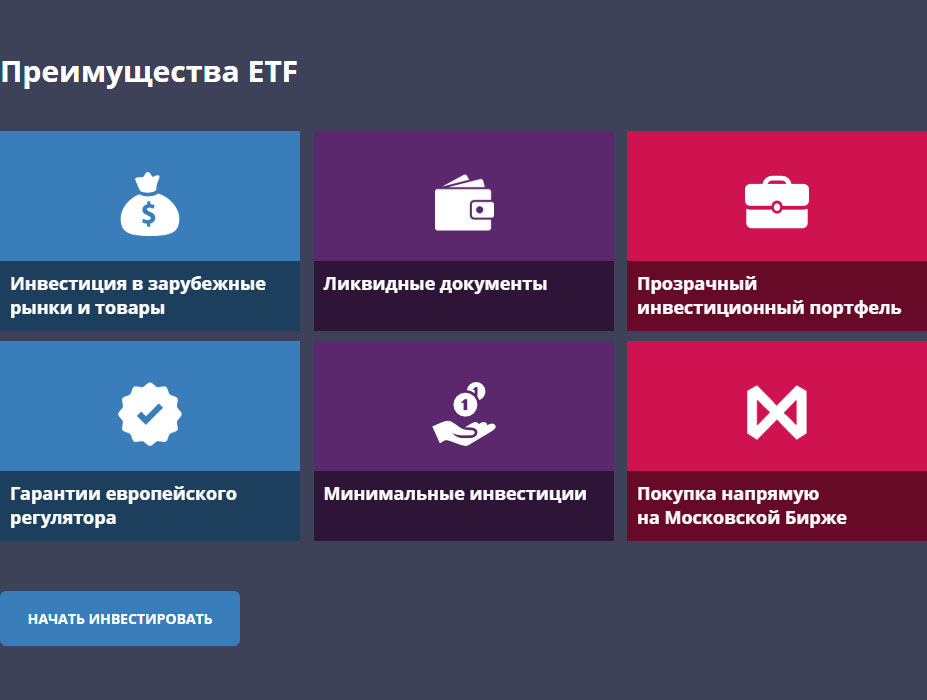 Преимущества ETF
$
Инвестиция в зарубежные
рынки и товары
Ликвидные документы
Прозрачный
инвестиционный портфель
1
1
Гарантии европейского
регулятора
Минимальные инвестиции
Покупка напрямую
на Московской Бирже
НАЧАТЬ ИНВЕСТИРОВАТЬ